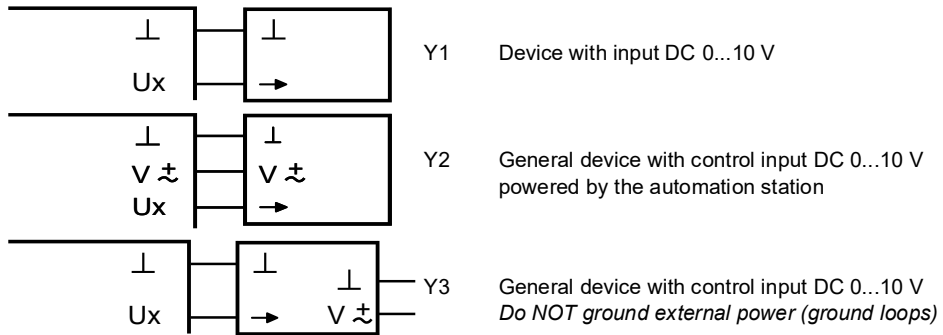 ⊥ ⊥ Y1 Device with input DC 0...10 V
Ux →
⊥ ⊥
V ≂ V ≂ Y2 General device with control input DC 0...10 V
Ux → powered by the automation station
⊥ ⊥ ⊥ Y3 General device with control input DC 0...10 V
Ux → V ≂ Do NOT ground external power (ground loops)